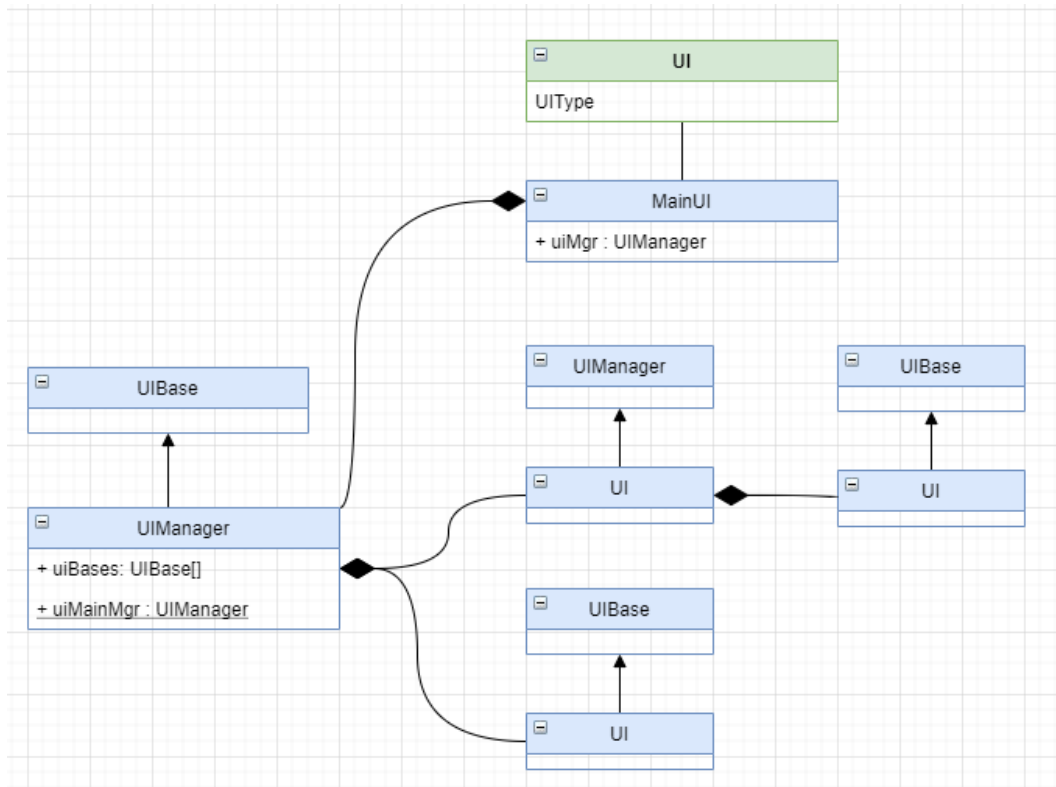 UI
UIType
MainUI
+ uiMgr : UIManager
UIManager
UIBase
UIBase
UI
UI
UIManager
+ uiBases: UIBase[]
+ uiMainMgr : UIManager
UIBase
UI